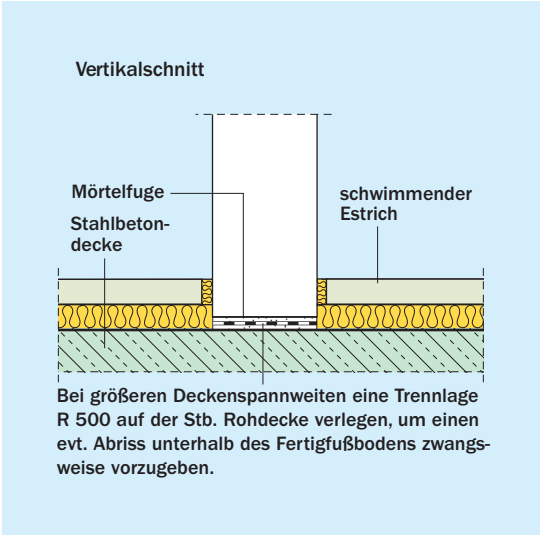 Vertikalschnitt
Mörtelfuge
Stahlbeton-
decke
schwimmender
Estrich
Bei größeren Deckenspannweiten eine Trennlage
R 500 auf der Stb. Rohdecke verlegen, um einen
evt. Abriss unterhalb des Fertigfußbodens zwangs-
weise vorzugeben.